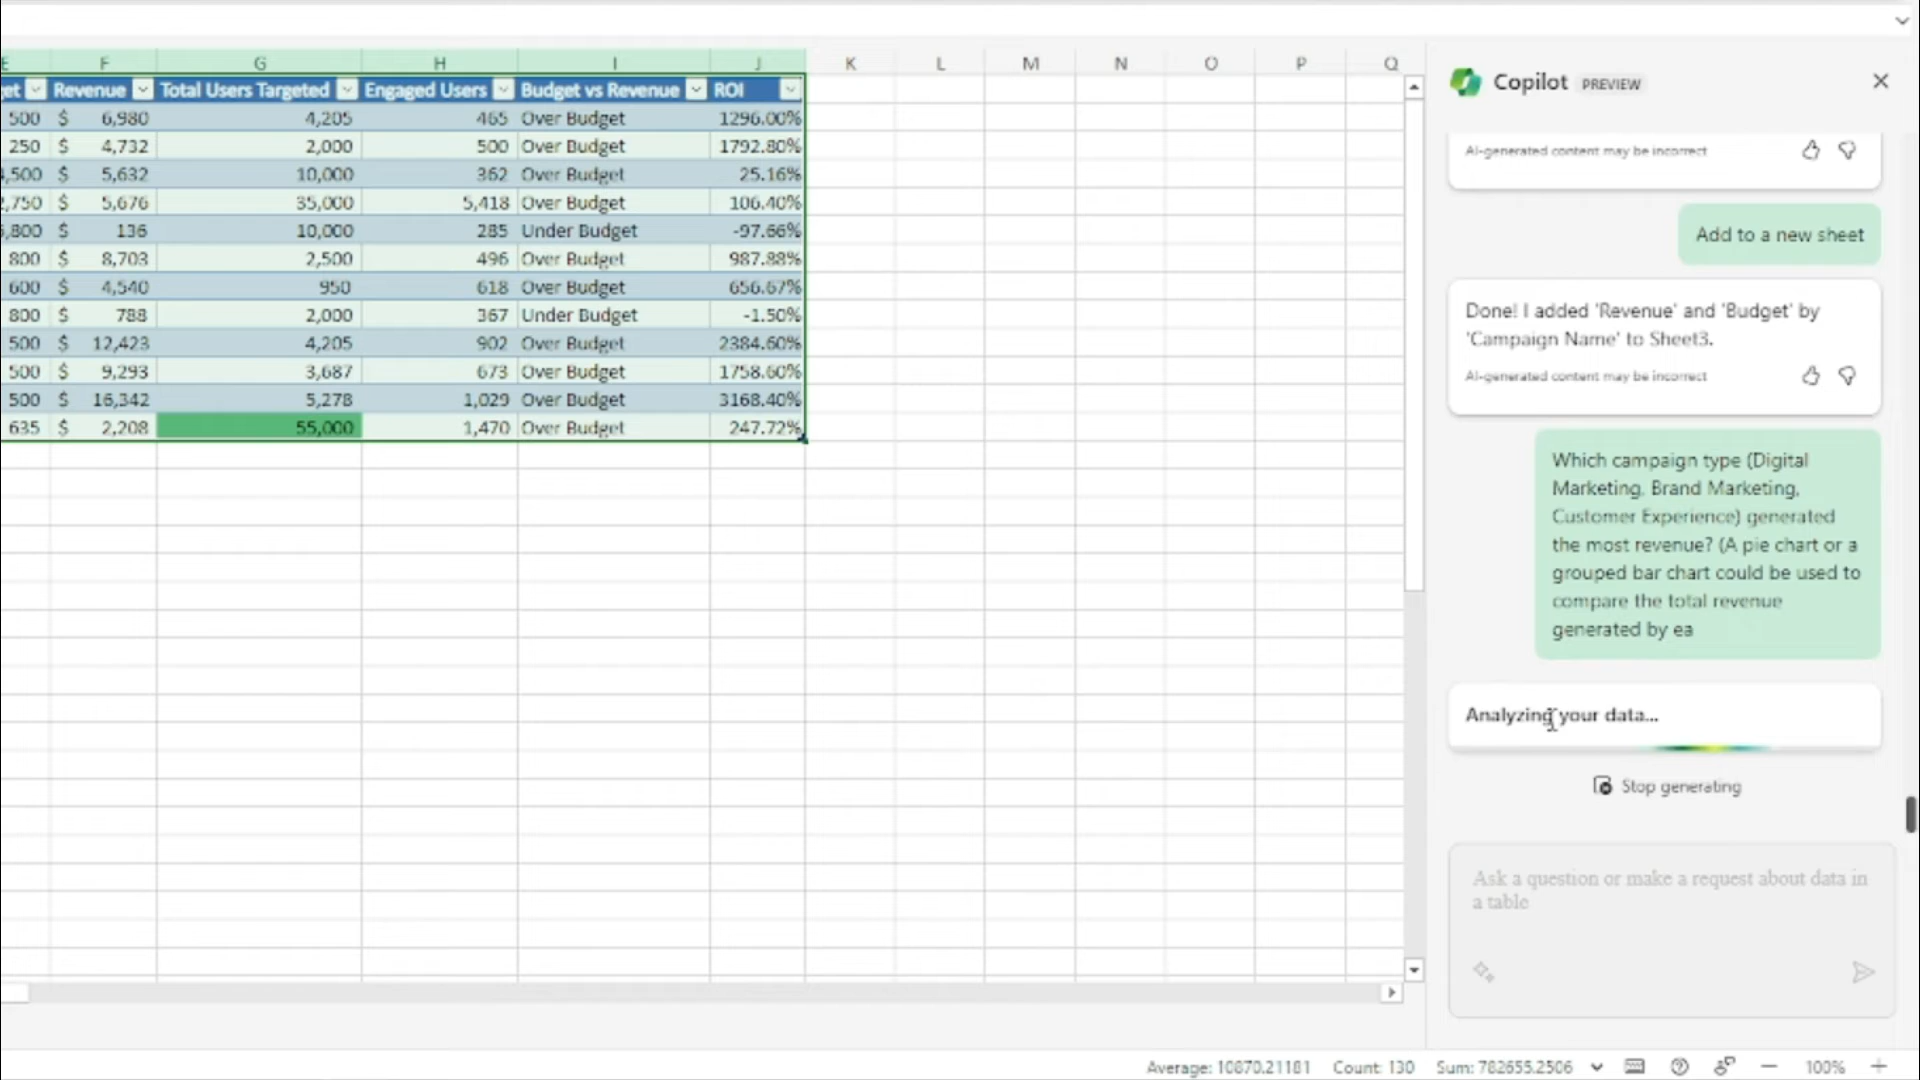 E F G H I J K L M N O P Q
et Revenue Total Users Targeted Engaged Users Budget vs Revenue ROI
500 $ 6,980 4,205 465 Over Budget 1296.00%
250 $ 4,732 2,000 500 Over Budget 1792.80%
,500 $ 5,632 10,000 362 Over Budget 25.16%
2,750 $ 5,676 35,000 5,418 Over Budget 106.40%
,800 $ 136 10,000 285 Under Budget -97.66%
800 $ 8,703 2,500 496 Over Budget 987.88%
600 $ 4,540 950 618 Over Budget 656.67%
800 $ 788 2,000 367 Under Budget -1.50%
500 $ 12,423 4,205 902 Over Budget 2384.60%
500 $ 9,293 3,687 673 Over Budget 1758.60%
500 $ 16,342 5,278 1,029 Over Budget 3168.40%
635 $ 2,208 55,000 1,470 Over Budget 247.72%
Copilot PREVIEW
AI-generated content may be incorrect
Add to a new sheet
Done! I added 'Revenue' and 'Budget' by
'Campaign Name' to Sheet3.
AI-generated content may be incorrect
Which campaign type (Digital
Marketing, Brand Marketing,
Customer Experience) generated
the most revenue? (A pie chart or a
grouped bar chart could be used to
compare the total revenue
generated by ea
Analyzing your data...
Stop generating
Ask a question or make a request about data in
a table
Average: 10870.21181 Count: 130 Sum: 782655.2506 100%